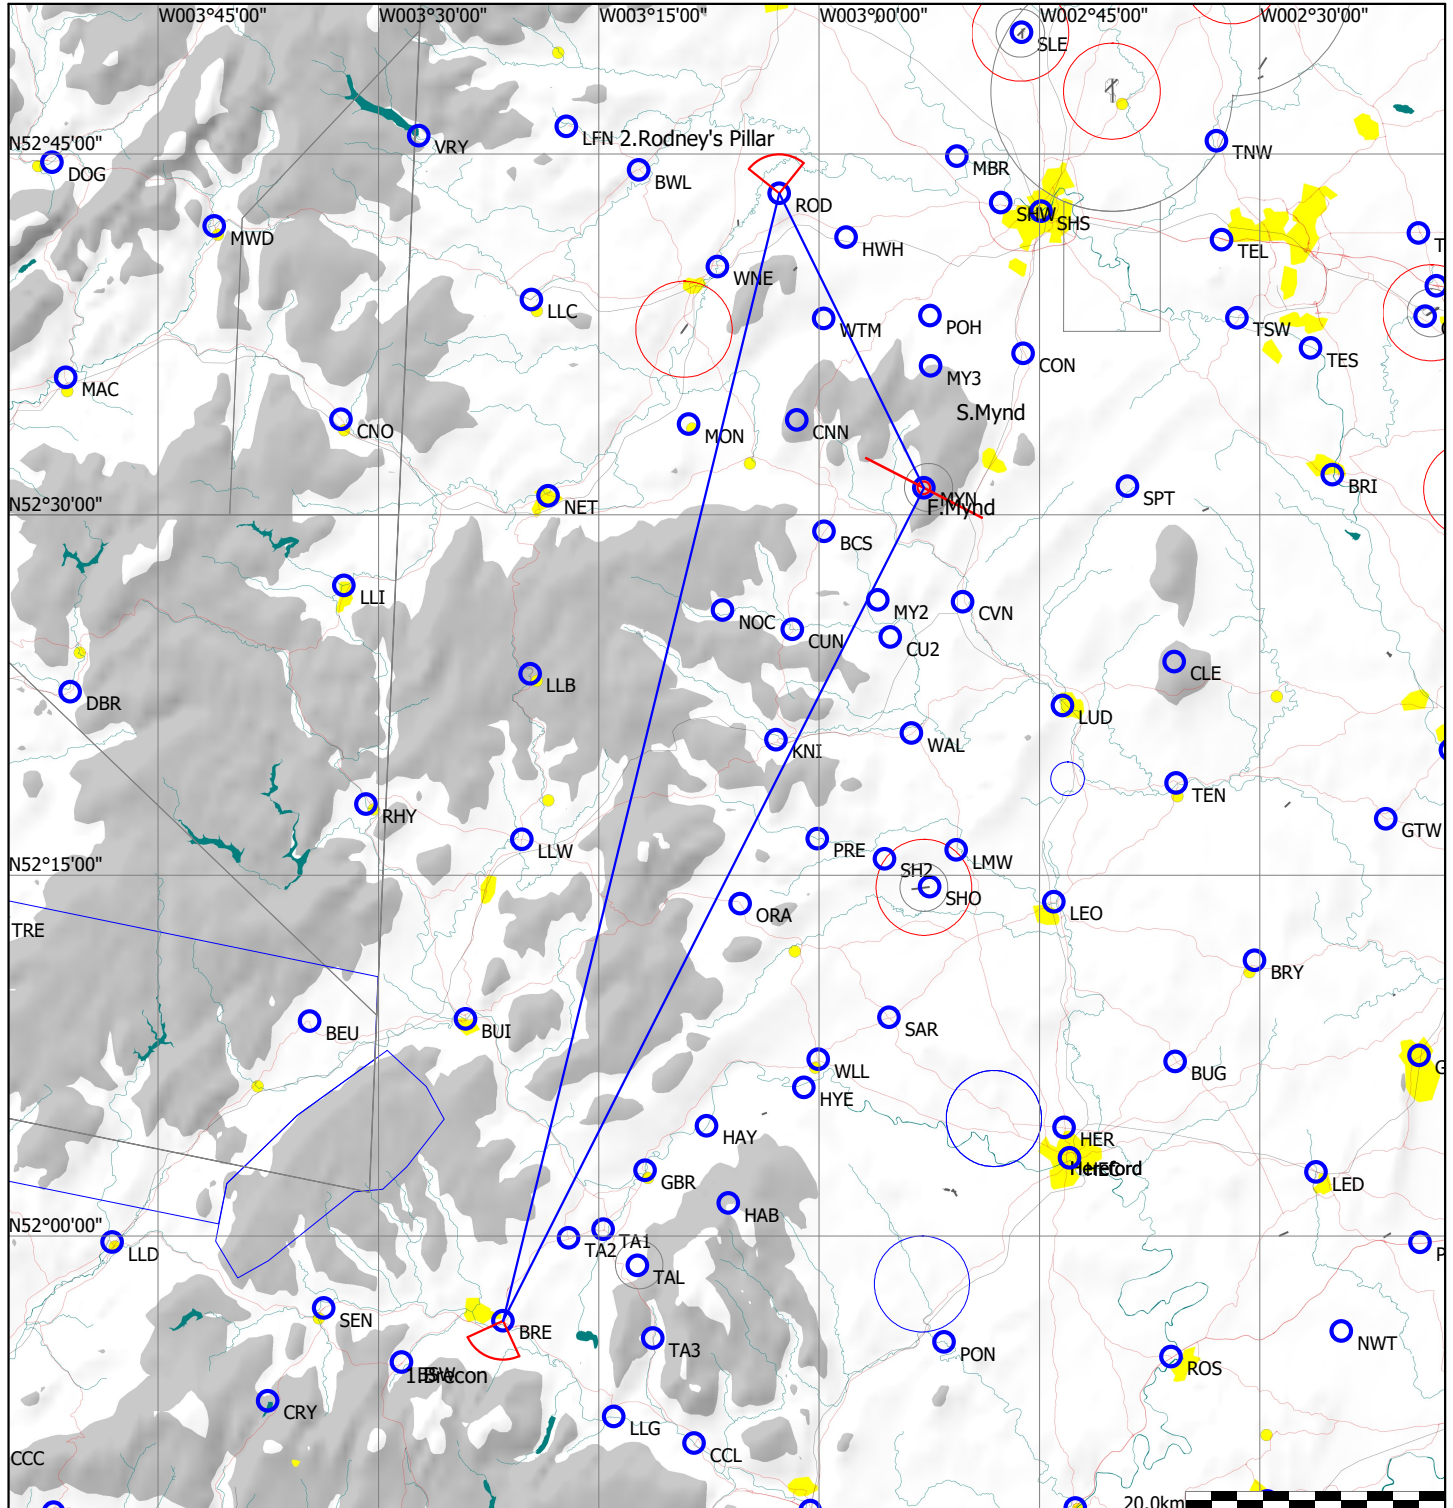 W003°45'00" W003°30'00" W003°15'00" W003°00'00" W002°45'00" W002°30'00"
SLE
N52°45'00"
VRY
LFN 2.Rodney's Pillar
TNW
DOG
BWL
MBR
ROD
SHW
SHS
MWD
HWH
TEL
T
WNE
LLC
WTM
POH
TSW
CON
TES
MAC
MY3
S.Mynd
CNO
MON
CNN
N52°30'00"
NET
MYN
F.Mynd
SPT
BRI
BCS
LLI
NOC
MY2
CVN
CUN
CU2
DBR
LLB
CLE
LUD
KNI
WAL
RHY
TEN
GTW
N52°15'00"
LLW
PRE
SH2
LMW
SHO
LEO
TRE
ORA
BRY
BEU
BUI
SAR
WLL
BUG
G
HYE
HAY
HER
Hereford
GBR
LED
N52°00'00"
HAB
LLD
TA2
TA1
P
TAL
SEN
BRE
TA3
PON
NWT
ROS
1.Brecon
CRY
LLG
CCL
CCC
20.0km